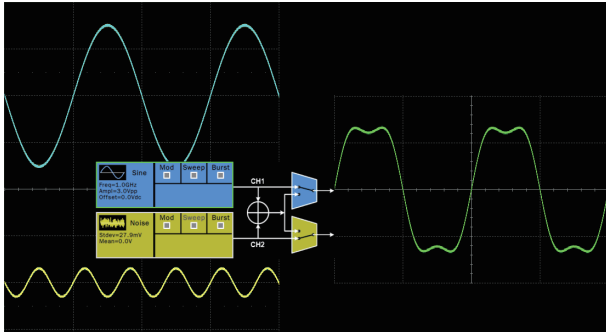 Sine
Mod
Sweep
Burst
Freq=1.0GHz
Ampl=3.0Vpp
Offset=0.0Vdc
CH1
Noise
Mod
Sweep
Burst
Stdev=27.9mV
Mean=0.0V
CH2